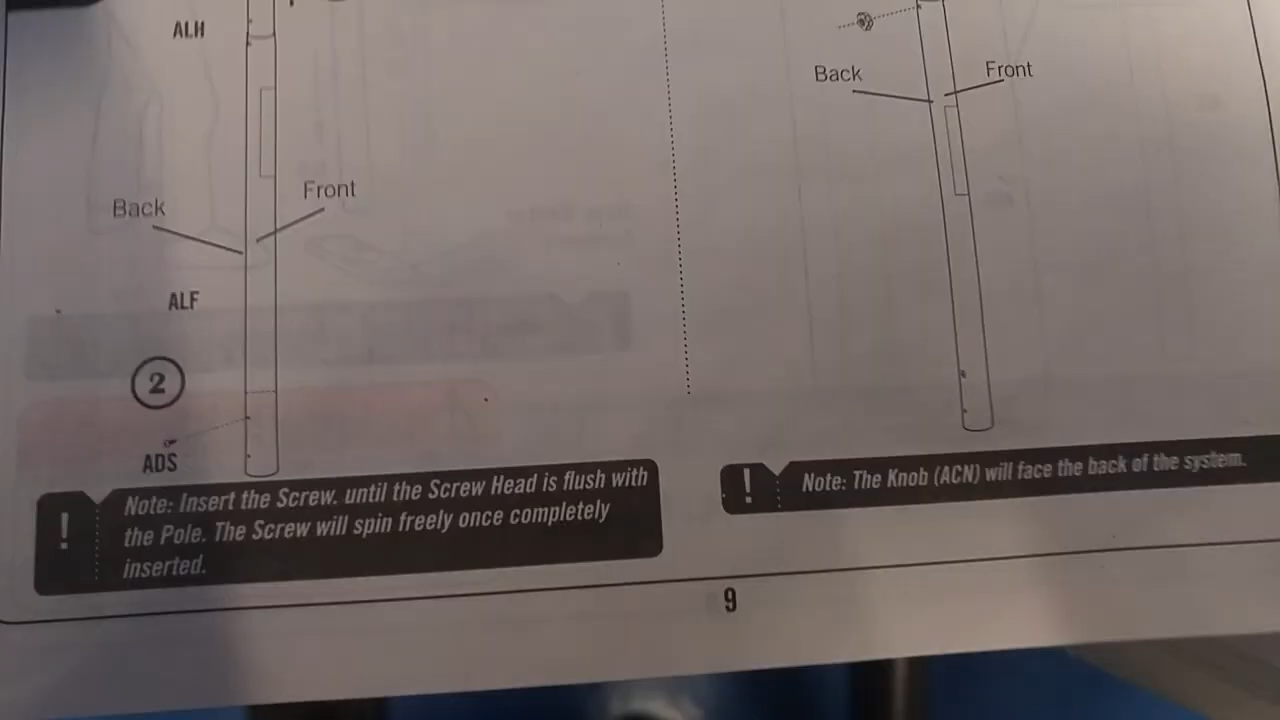 ALH
Back
Front
ALF
2
ADS
! Note: Insert the Screw. until the Screw Head is flush with
the Pole. The Screw will spin freely once completely
inserted.
Back
Front
! Note: The Knob (ACN) will face the back of the system.
9